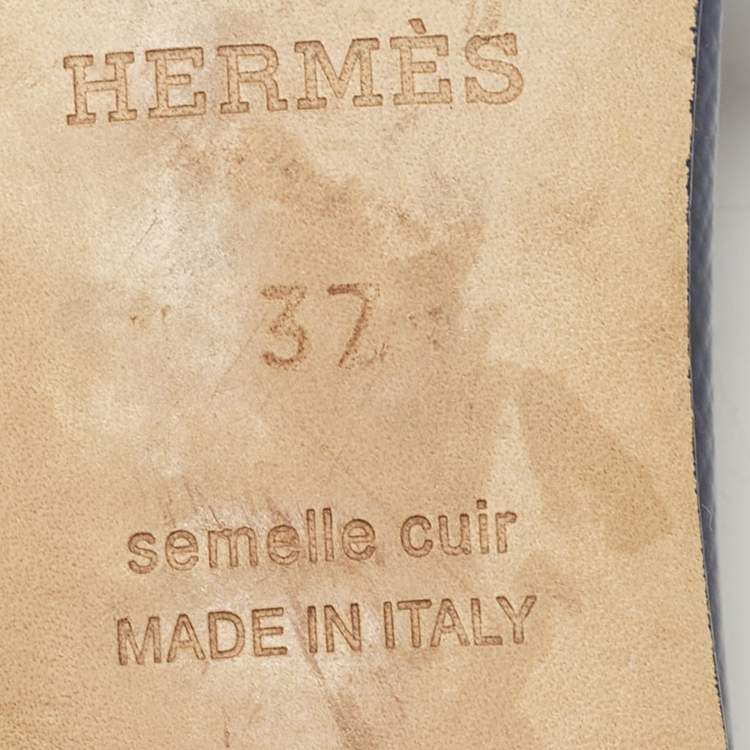 HERMÈS
37
semelle cuir
MADE IN ITALY